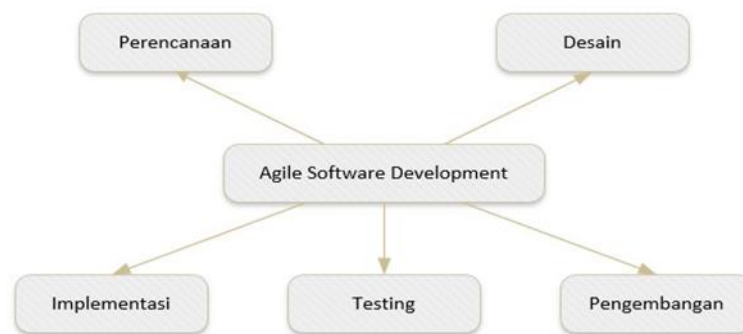 Perencanaan
Desain
Agile Software Development
Implementasi
Testing
Pengembangan